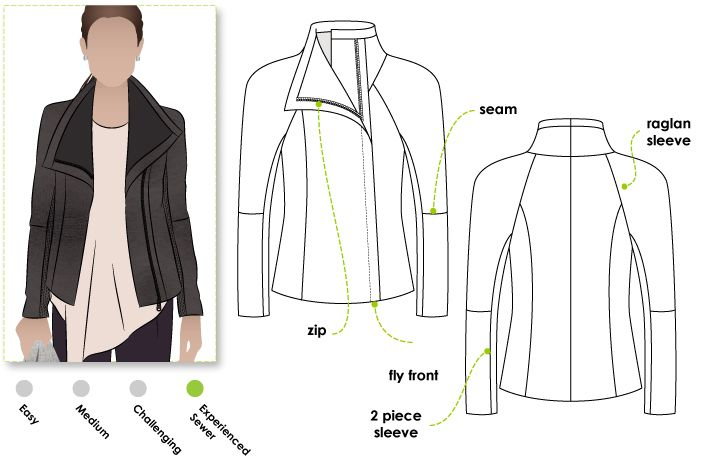 seam
raglan
sleeve
zip
fly front
2 piece
sleeve
Easy
Medium
Challenging
Experienced
Sewer